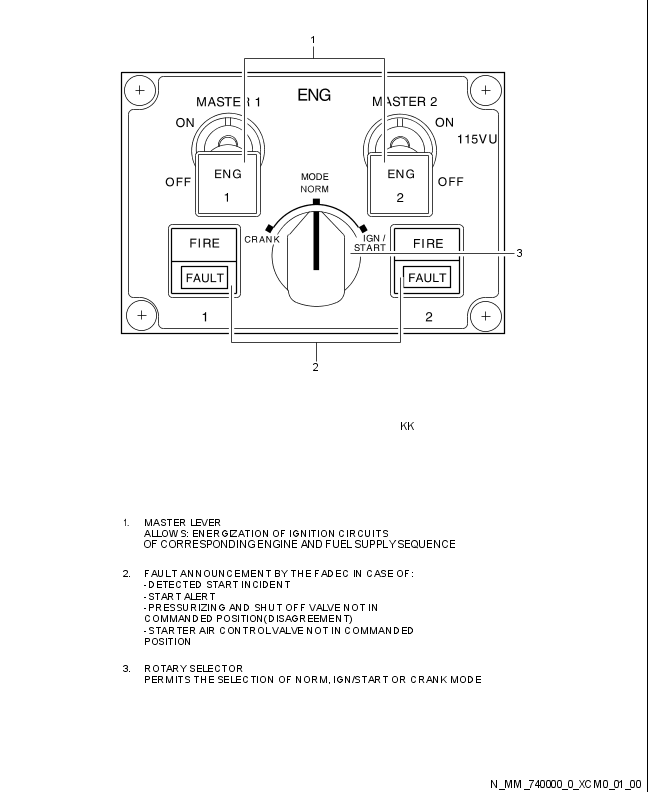 1
MASTER 1
ENG
MASTER 2
ON
ON
115VU
ENG
1
MODE
NORM
ENG
2
OFF
OFF
CRANK
IGN /
START
FIRE
FAULT
FIRE
FAULT
3
1
2
2
KK
1. MASTER LEVER
ALLOWS: ENERGIZATION OF IGNITION CIRCUITS
OF CORRESPONDING ENGINE AND FUEL SUPPLY SEQUENCE
2. FAULT ANNOUNCEMENT BY THE FADEC IN CASE OF:
- DETECTED START INCIDENT
- START ALERT
- PRESSURIZING AND SHUT OFF VALVE NOT IN
COMMANDED POSITION(DISAGREEMENT)
- STARTER AIR CONTROL VALVE NOT IN COMMANDED
POSITION
3. ROTARY SELECTOR
PERMITS THE SELECTION OF NORM, IGN/START OR CRANK MODE
N_MM_740000_0_XCM0_01_00